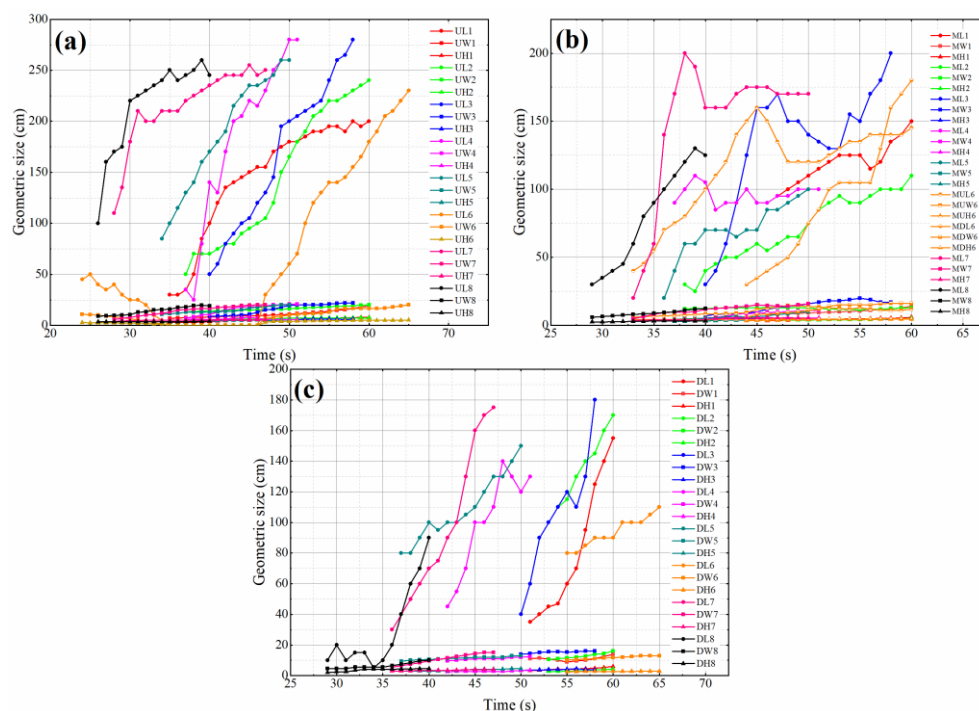 (a)
Geometric size (cm)
300
250
200
150
100
50
0
20
30
40
50
60
70
Time (s)
UL1
UW1
UH1
UL2
UW2
UH2
UL3
UW3
UH3
UL4
UW4
UH4
UL5
UW5
UH5
UL6
UW6
UH6
UL7
UW7
UH7
UL8
UW8
UH8
(b)
Geometric size (cm)
200
150
100
50
0
25
30
35
40
45
50
55
60
65
Time (s)
ML1
MW1
MH1
ML2
MW2
MH2
ML3
MW3
MH3
ML4
MW4
MH4
ML5
MW5
MH5
MUL6
MUW6
MUH6
MDL6
MDW6
MDH6
ML7
MW7
MH7
ML8
MW8
MH8
(c)
Geometric size (cm)
200
180
160
140
120
100
80
60
40
20
0
25
30
35
40
45
50
55
60
65
70
Time (s)
DL1
DW1
DH1
DL2
DW2
DH2
DL3
DW3
DH3
DL4
DW4
DH4
DL5
DW5
DH5
DL6
DW6
DH6
DL7
DW7
DH7
DL8
DW8
DH8